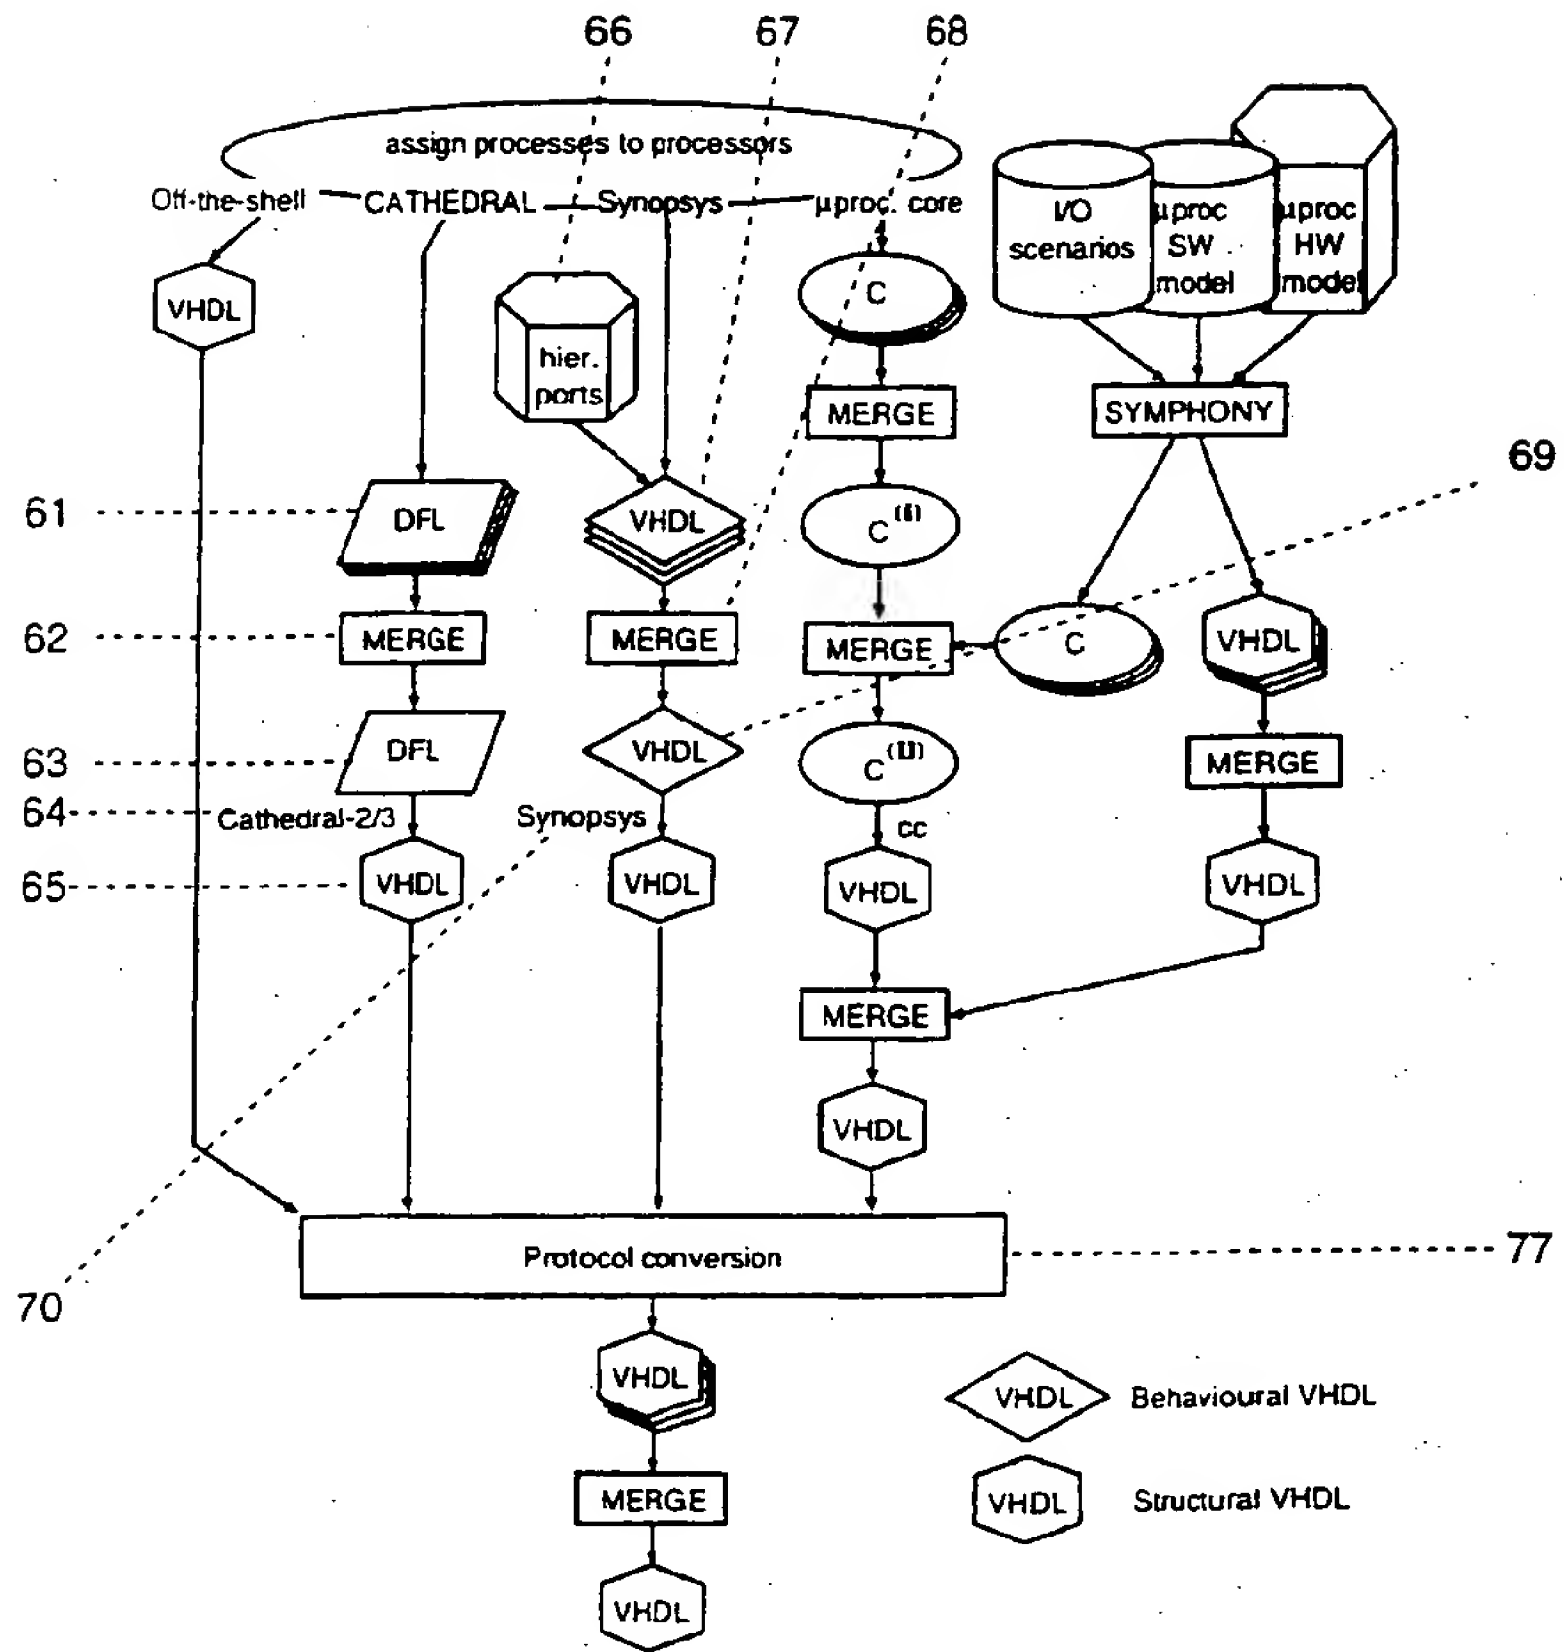 66 67 68
assign processes to processors
Off-the-shell CATHEDRAL Synopsys µproc. core
I/O
scenarios
µproc
SW
model
µproc
HW
model
VHDL
C
hier.
ports
MERGE
SYMPHONY
69
61
DFL
VHDL
C
62
MERGE
MERGE
MERGE
C
VHDL
63
DFL
VHDL
C
MERGE
64
Cathedral-2/3
Synopsys
cc
65
VHDL
VHDL
VHDL
VHDL
MERGE
VHDL
Protocol conversion
77
70
VHDL
VHDL
Behavioural VHDL
MERGE
VHDL
Structural VHDL
VHDL